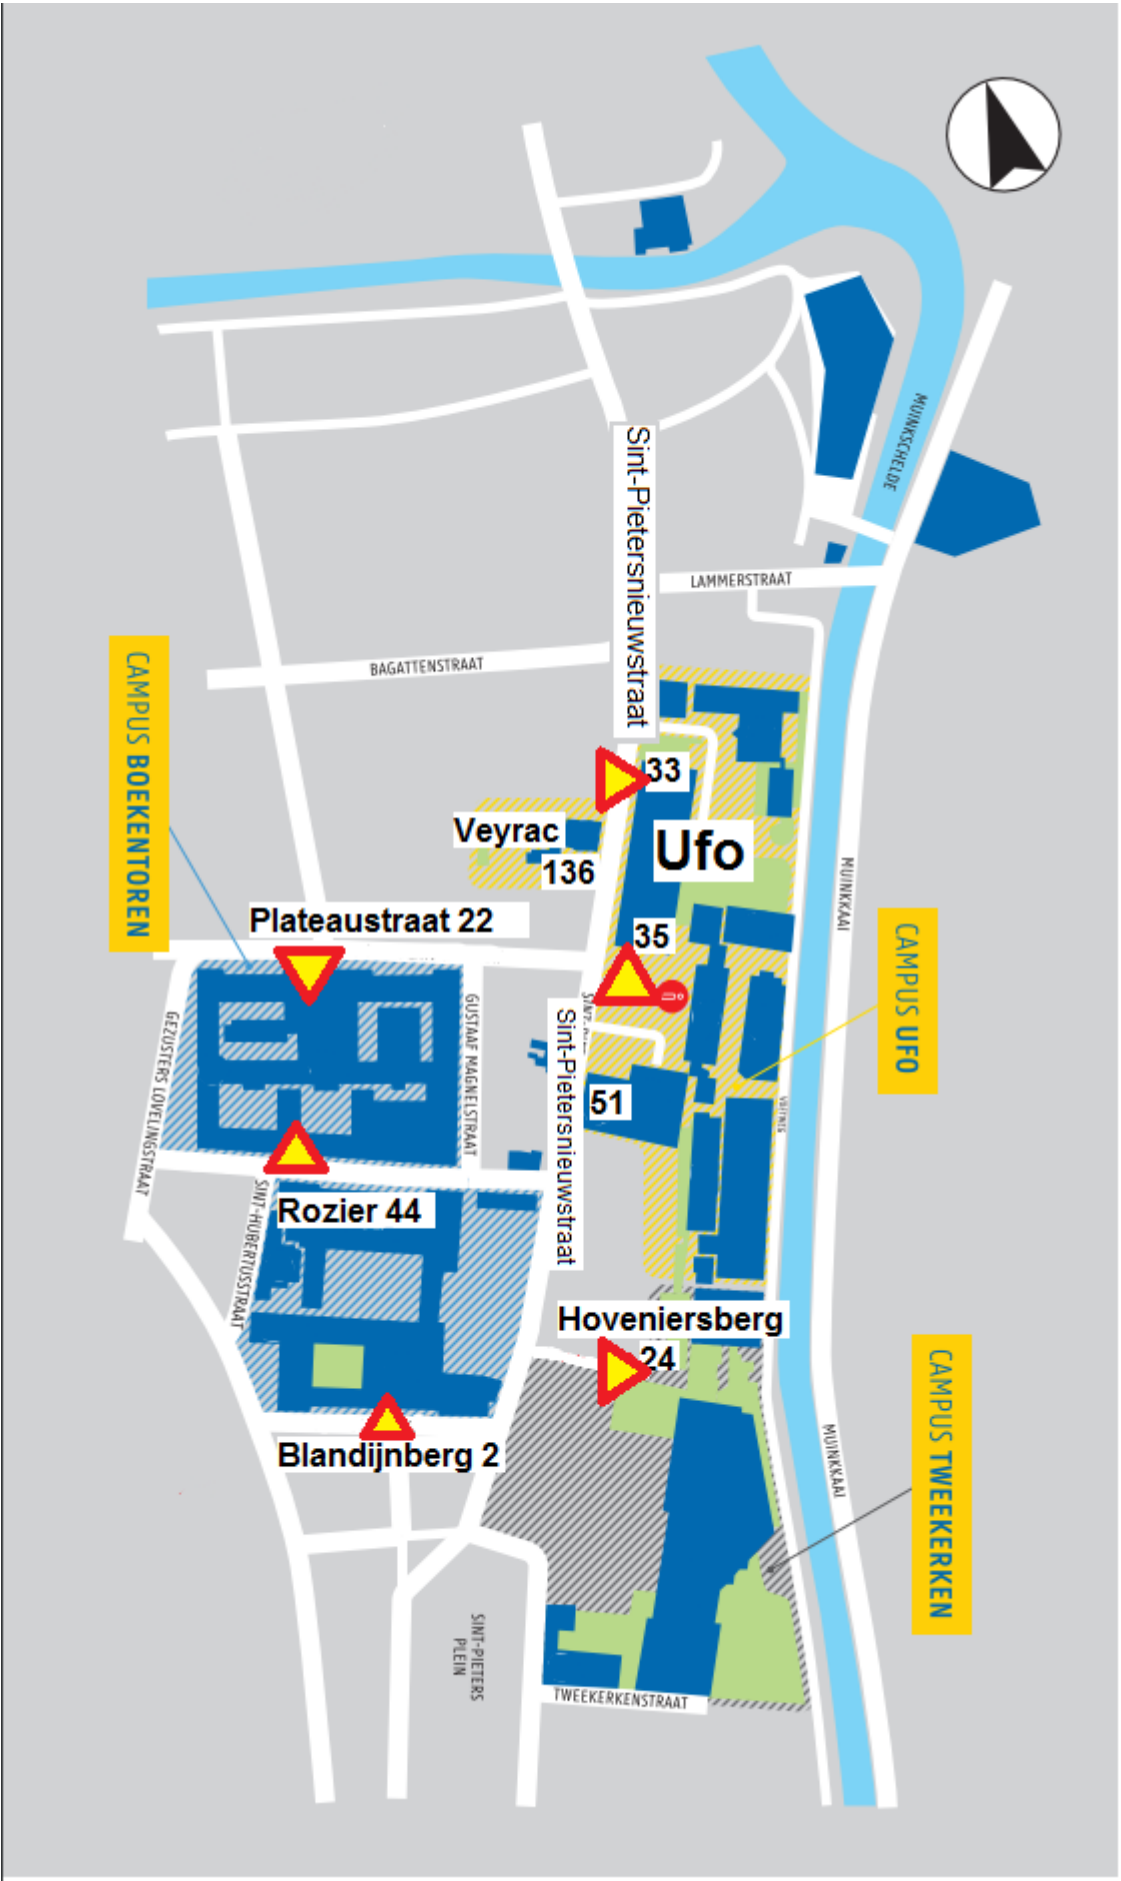 MUINKSCHELDE
Sint-Pietersnieuwstraat
LAMMERSTRAAT
BAGATTENSTRAAT
CAMPUS BOEKENTOREN
33
Veyrac
Ufo
136
MUINKKAAI
Plateaustraat 22
35
CAMPUS UFO
GUSTAAF MAGNELSTRAAT
GEZUSTERS LOVELINGSTRAAT
Sint-Pietersnieuwstraat
51
SINT-HUBERTUSSTRAAT
Rozier 44
Hoveniersberg
24
CAMPUS TWEEKERKEN
Blandijnberg 2
MUINKKAAI
SINT-PIETERS
PLEIN
TWEEKERKENSTRAAT